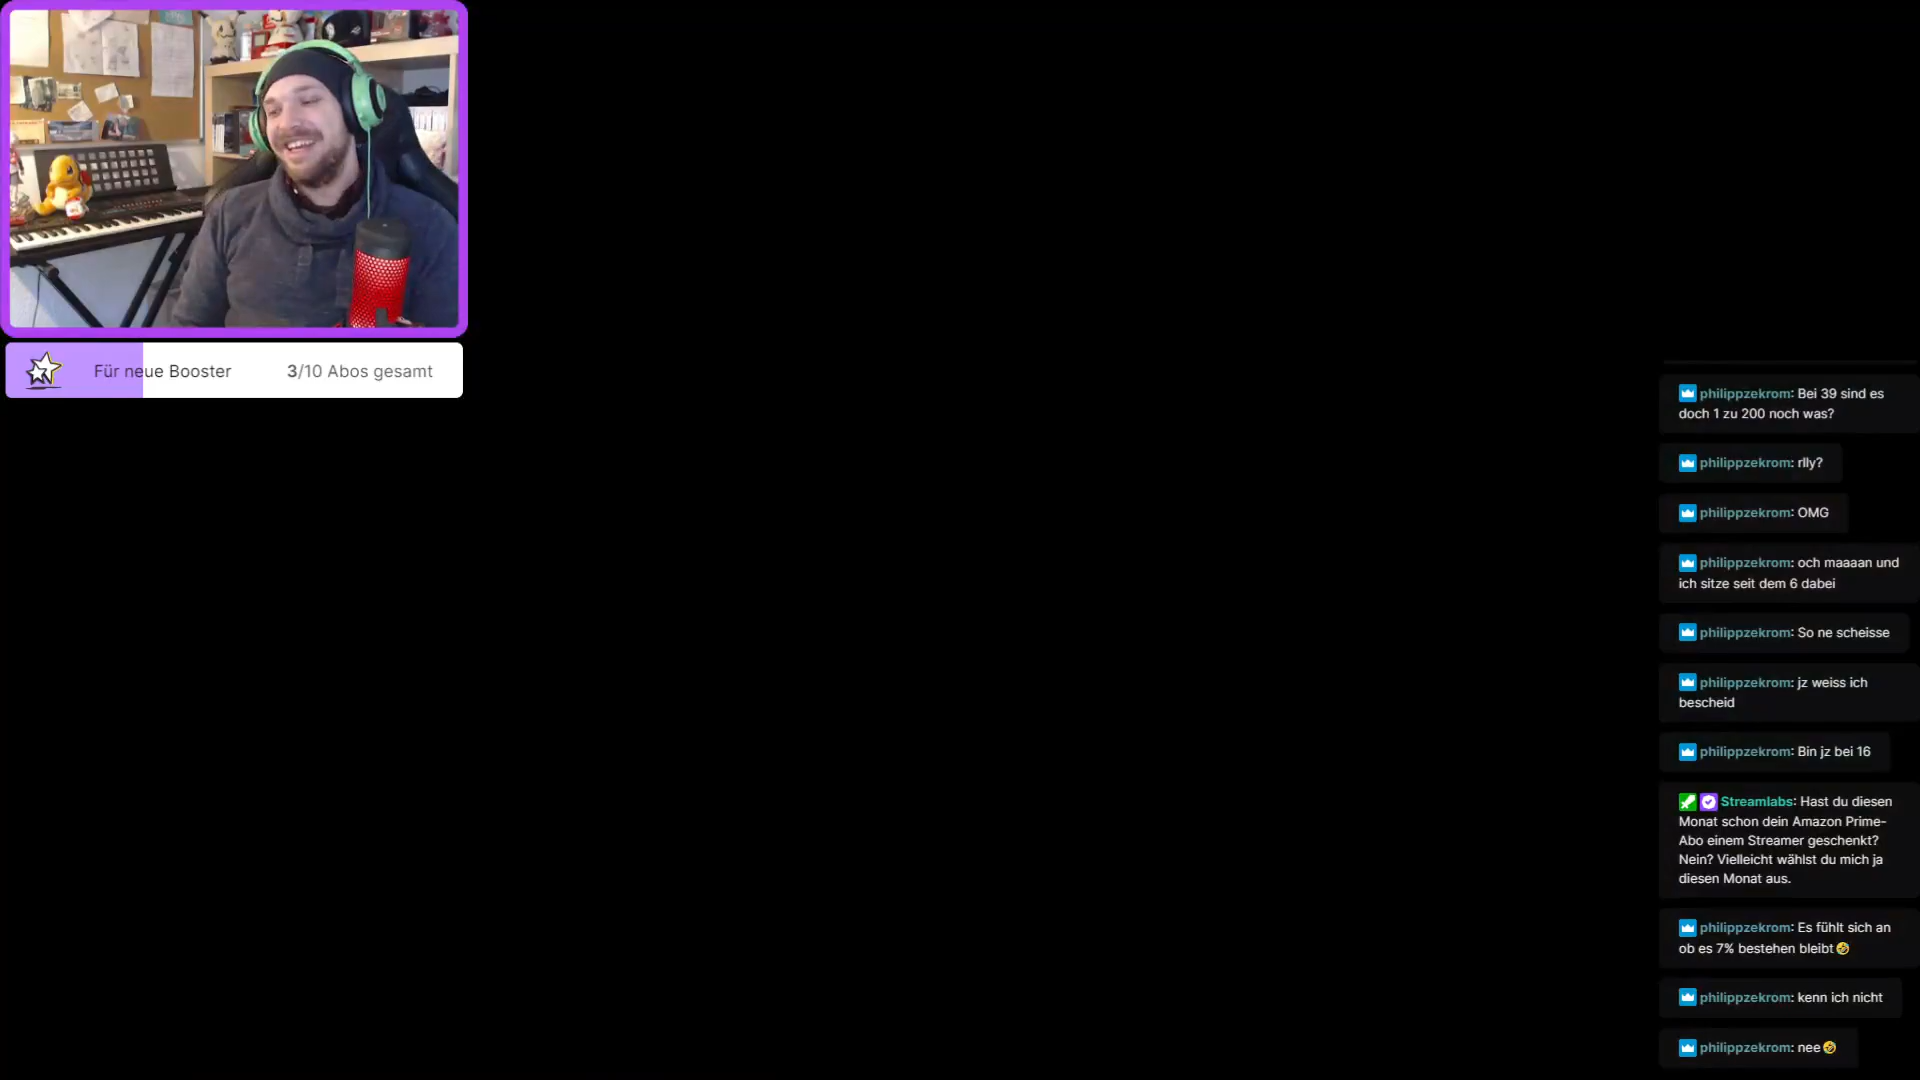 Für neue Booster 3/10 Abos gesamt
philippzekrom: Bei 39 sind es
doch 1 zu 200 noch was?
philippzekrom: rlly?
philippzekrom: OMG
philippzekrom: och maaaan und
ich sitze seit dem 6 dabei
philippzekrom: So ne scheisse
philippzekrom: jz weiss ich
bescheid
philippzekrom: Bin jz bei 16
Streamlabs: Hast du diesen
Monat schon dein Amazon Prime-
Abo einem Streamer geschenkt?
Nein? Vielleicht wählst du mich ja
diesen Monat aus.
philippzekrom: Es fühlt sich an
ob es 7% bestehen bleibt🤣
philippzekrom: kenn ich nicht
philippzekrom: nee🤣